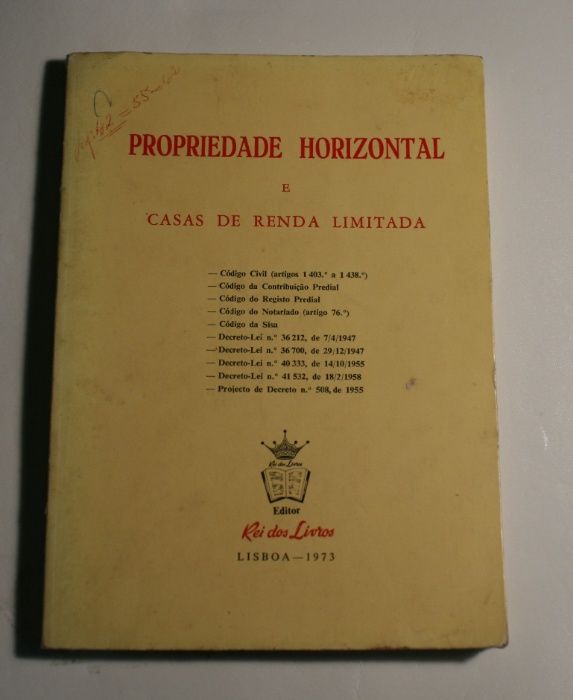 = 55
PROPRIEDADE HORIZONTAL
E
CASAS DE RENDA LIMITADA
— Código Civil (artigos 1 403.º a 1 438.º)
— Código da Contribuição Predial
— Código do Registo Predial
— Código do Notariado (artigo 76.º)
— Código da Sisa
— Decreto-Lei n.º 36 212, de 7/4/1947
— Decreto-Lei n.º 36 700, de 29/12/1947
— Decreto-Lei n.º 40 333, de 14/10/1955
— Decreto-Lei n.º 41 532, de 18/2/1958
— Projecto de Decreto n.º 508, de 1955
Rei dos Livros
Editor
Rei dos Livros
LISBOA — 1973